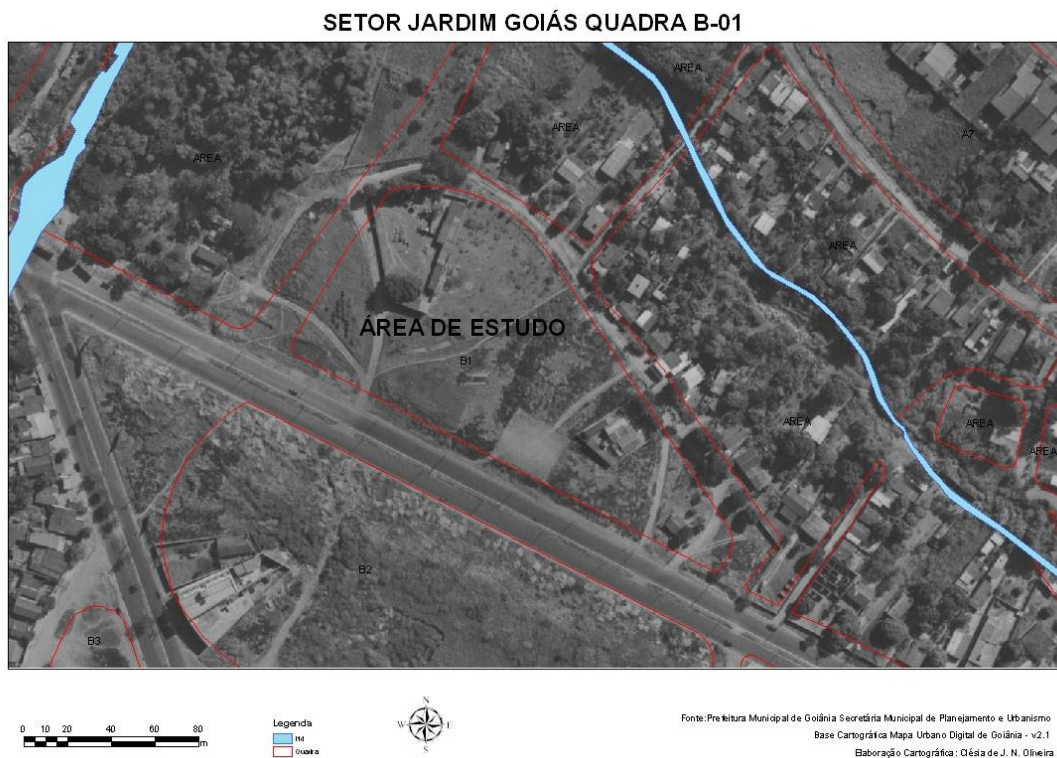 SETOR JARDIM GOIÁS QUADRA B-01
AREA
AREA
A7
AREA
AREA
ÁREA DE ESTUDO
B1
AREA
AREA
AREA
B2
B3
0 10 20 40 60 80
m
Legenda
Hid
Quadra
N
W E
S
Fonte:Prefeitura Municipal de Goiânia Secretária Municipal de Planejamento e Urbanismo
Base Cartográfica Mapa Urbano Digital de Goiânia - v2.1
Elaboração Cartográfica: Clésia de J. N. Oliveira